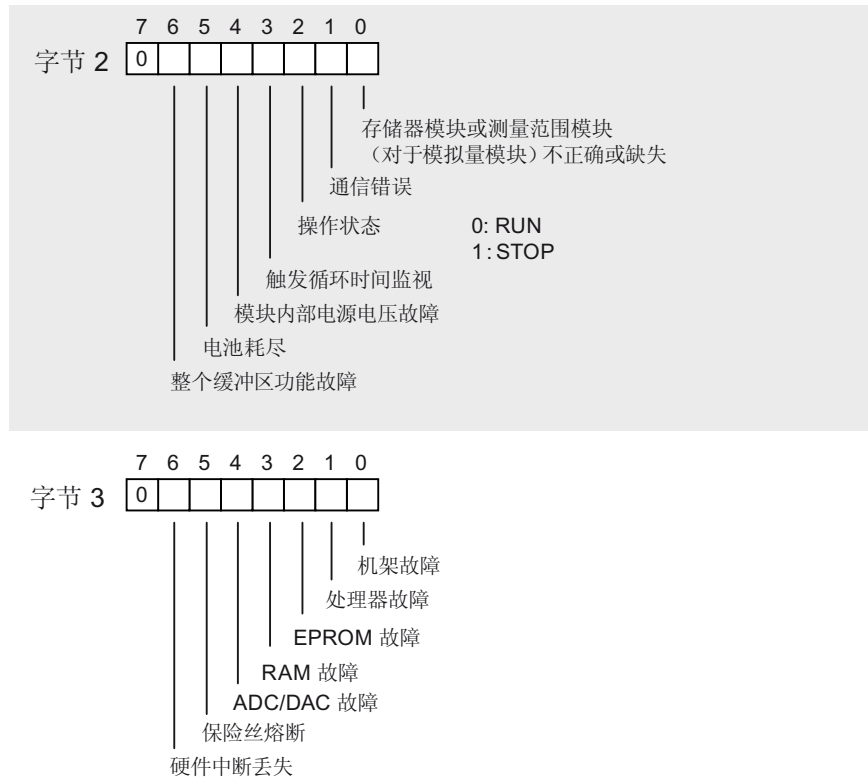 7 6 5 4 3 2 1 0
字节 2 0
存储器模块或测量范围模块
（对于模拟量模块）不正确或缺失
通信错误
操作状态 0: RUN
1: STOP
触发循环时间监视
模块内部电源电压故障
电池耗尽
整个缓冲区功能故障
7 6 5 4 3 2 1 0
字节 3 0
机架故障
处理器故障
EPROM 故障
RAM 故障
ADC/DAC 故障
保险丝熔断
硬件中断丢失